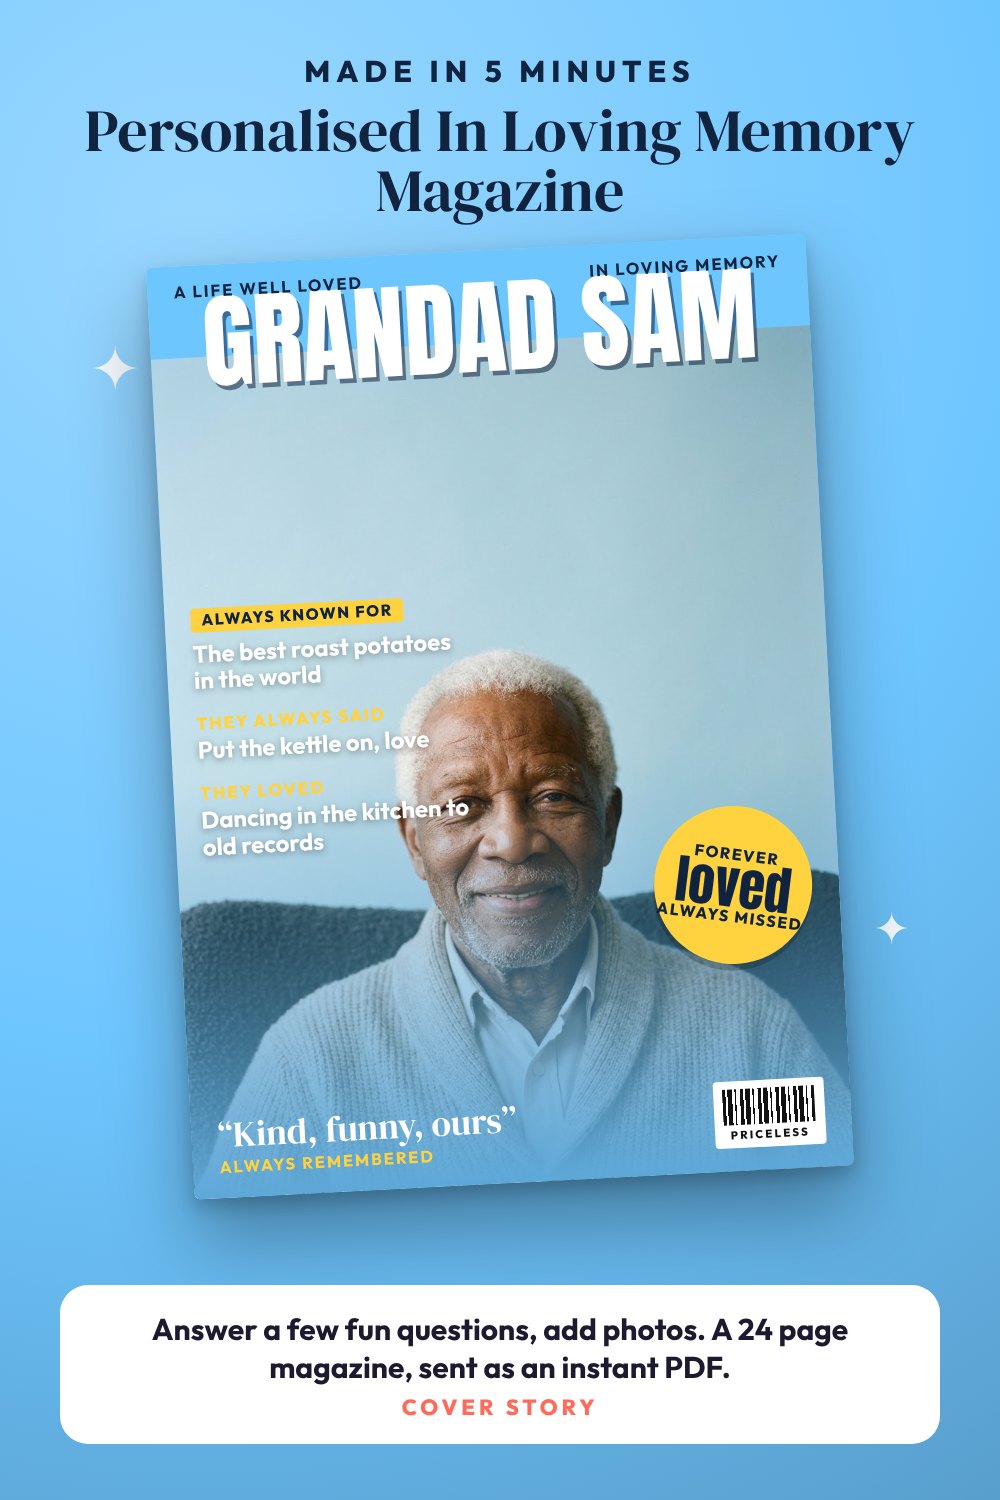 MADE IN 5 MINUTES
Personalised In Loving Memory
Magazine
A LIFE WELL LOVED
IN LOVING MEMORY
GRANDAD SAM
ALWAYS KNOWN FOR
The best roast potatoes
in the world
THEY ALWAYS SAID
Put the kettle on, love
THEY LOVED
Dancing in the kitchen to
old records
FOREVER
loved
ALWAYS MISSED
“Kind, funny, ours”
ALWAYS REMEMBERED
PRICELESS
Answer a few fun questions, add photos. A 24 page
magazine, sent as an instant PDF.
COVER STORY